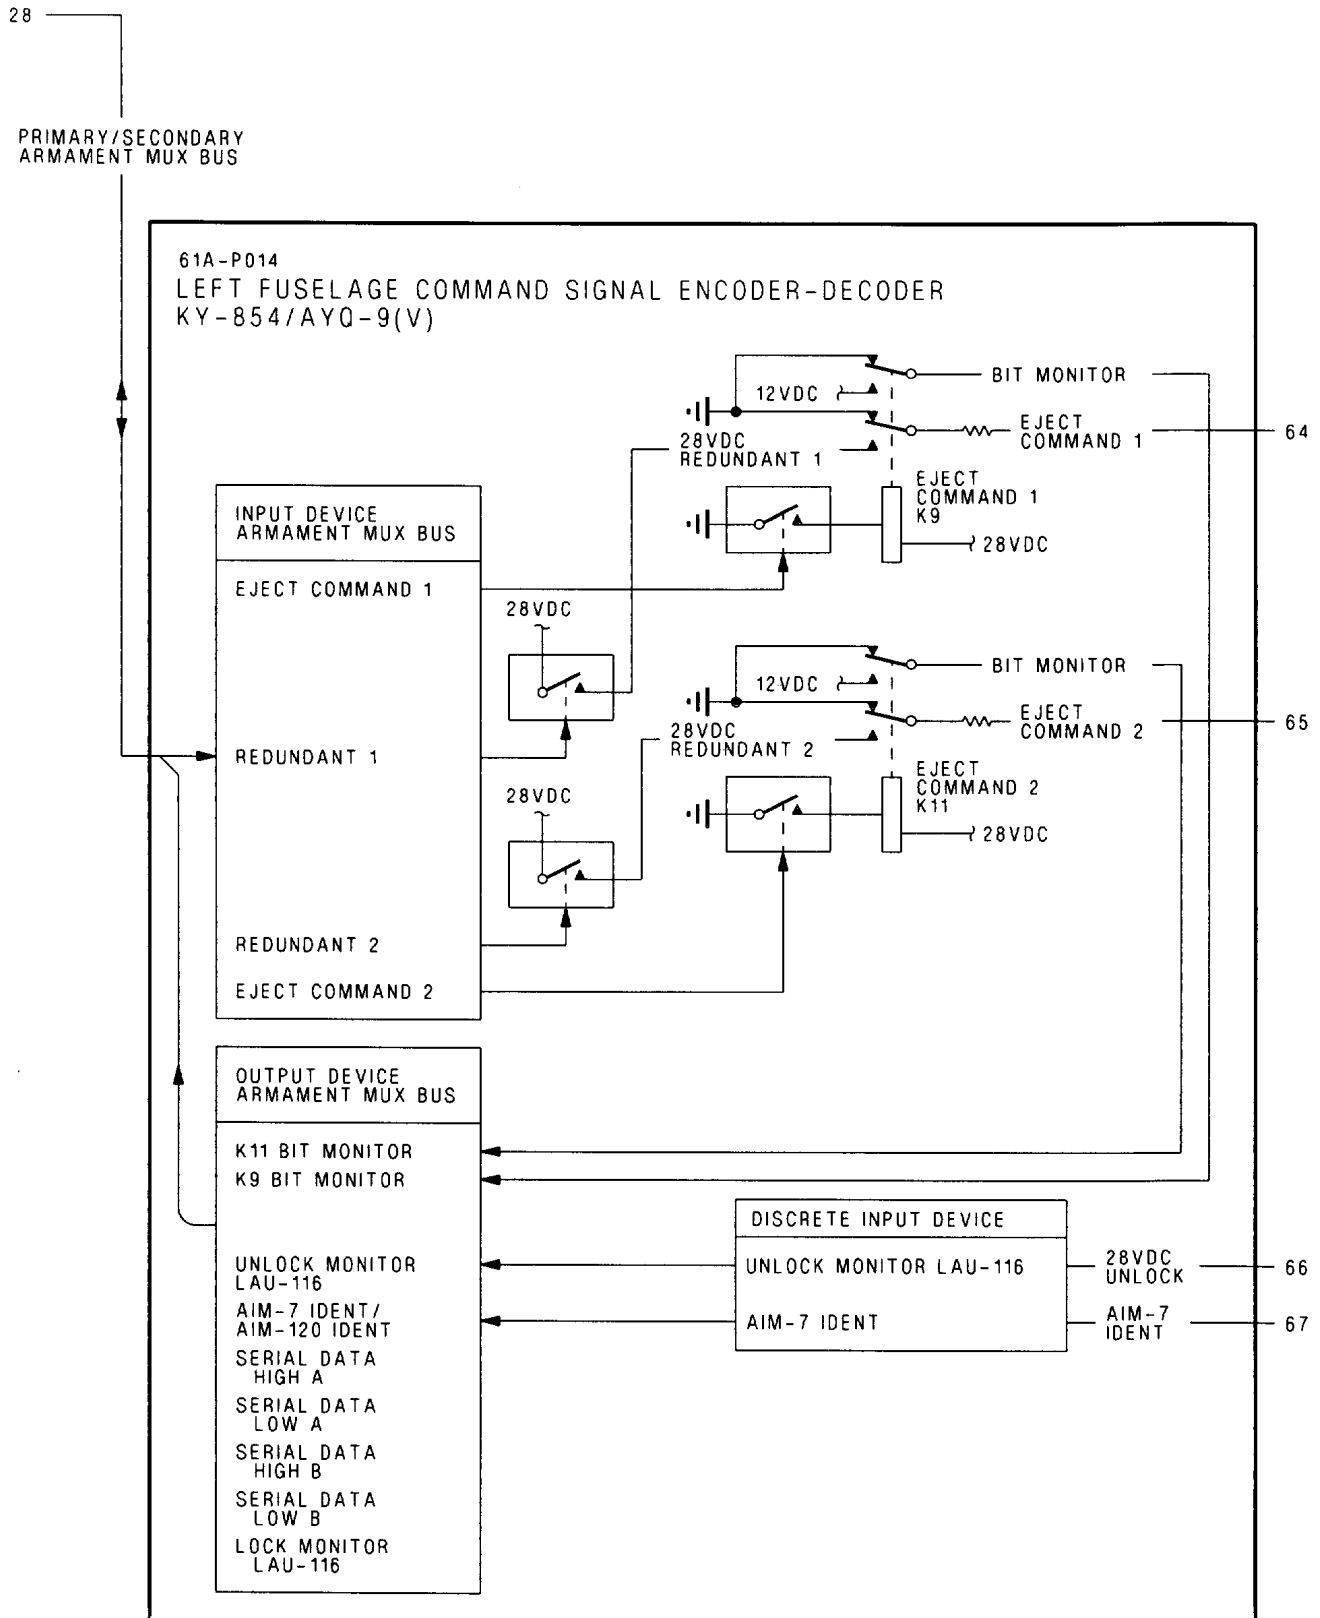 28
PRIMARY/SECONDARY
ARMAMENT MUX BUS
61A-P014
LEFT FUSELAGE COMMAND SIGNAL ENCODER-DECODER
KY-854/AYQ-9(V)
BIT MONITOR
12VDC
EJECT
COMMAND 1
64
28VDC
REDUNDANT 1
EJECT
COMMAND 1
K9
28VDC
INPUT DEVICE
ARMAMENT MUX BUS
EJECT COMMAND 1
28VDC
BIT MONITOR
12VDC
EJECT
COMMAND 2
65
28VDC
REDUNDANT 2
REDUNDANT 1
EJECT
COMMAND 2
K11
28VDC
28VDC
REDUNDANT 2
EJECT COMMAND 2
OUTPUT DEVICE
ARMAMENT MUX BUS
K11 BIT MONITOR
K9 BIT MONITOR
DISCRETE INPUT DEVICE
UNLOCK MONITOR
LAU-116
UNLOCK MONITOR LAU-116
28VDC
UNLOCK
66
AIM-7 IDENT/
AIM-120 IDENT
AIM-7 IDENT
AIM-7
IDENT
67
SERIAL DATA
HIGH A
SERIAL DATA
LOW A
SERIAL DATA
HIGH B
SERIAL DATA
LOW B
LOCK MONITOR
LAU-116